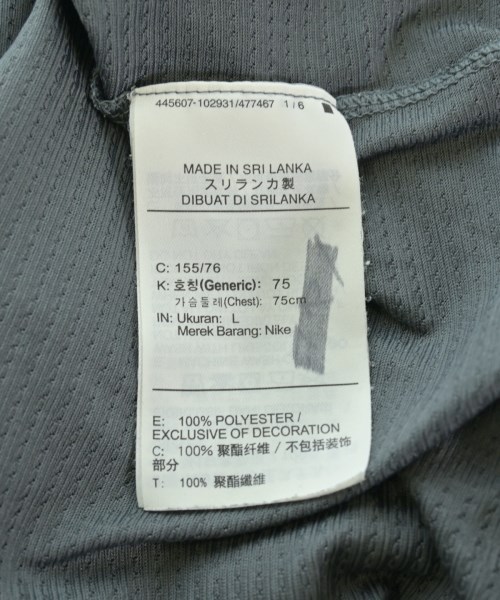 445607-102931/477467 1/6
MADE IN SRI LANKA
スリランカ製
DIBUAT DI SRILANKA
C: 155/76
K: 호칭(Generic): 75
가슴둘레(Chest): 75cm
IN: Ukuran: L
Merek Barang: Nike
E: 100% POLYESTER /
EXCLUSIVE OF DECORATION
C: 100% 聚酯纤维 / 不包括装饰
部分
T: 100% 聚酯纖維